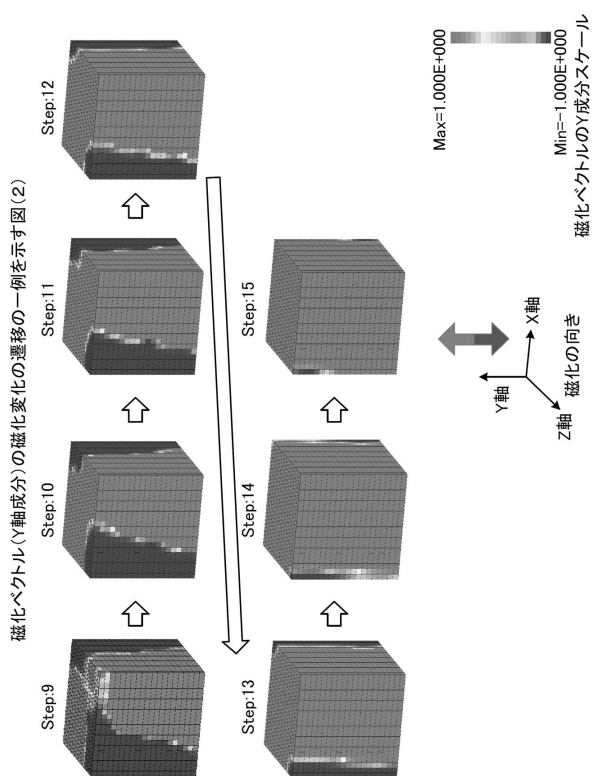 磁化ベクトル(Y軸成分)の磁化変化の遷移の一例を示す図(2)
Step:9
Step:10
Step:11
Step:12
Step:13
Step:14
Step:15
Y軸
X軸
Z軸
磁化の向き
Max=1.000E+000
Min=-1.000E+000
磁化ベクトルのY成分スケール